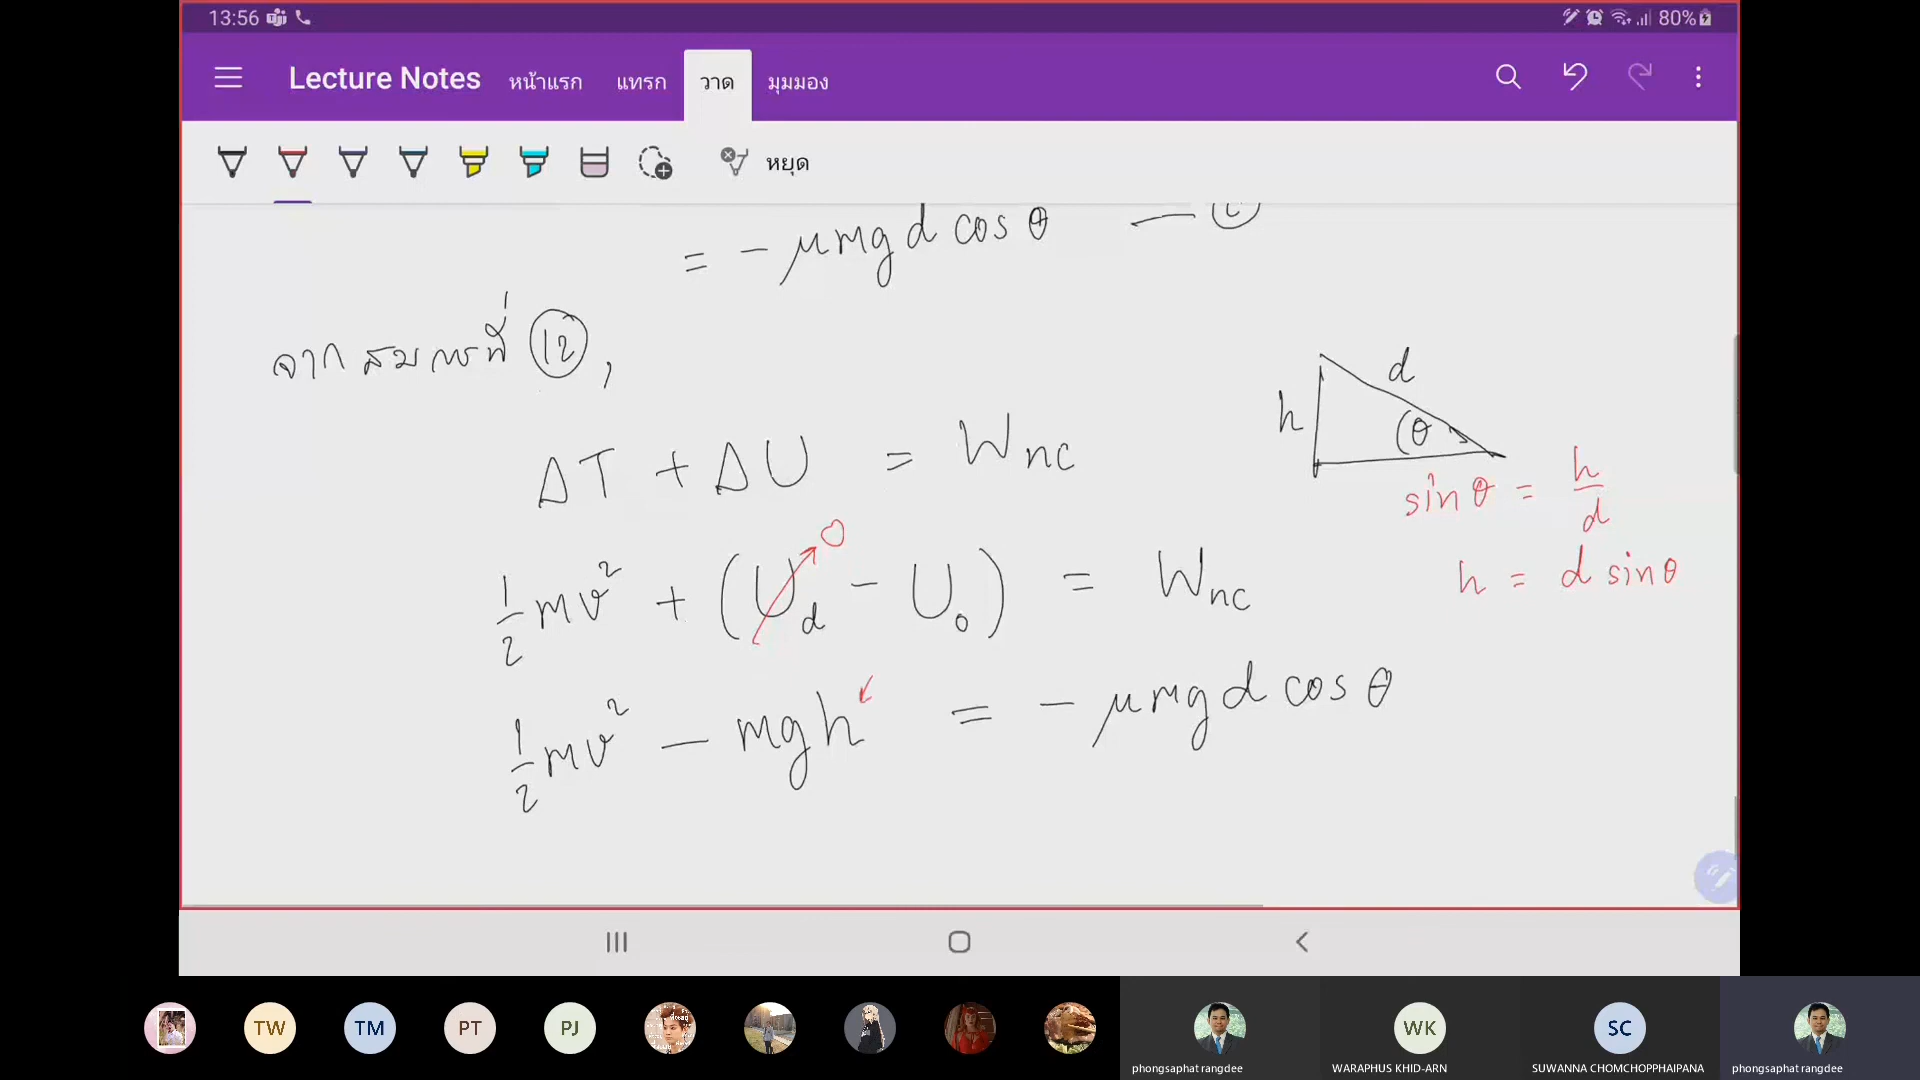 13:56 80%
Lecture Notes หน้าแรก แทรก วาด มุมมอง
หยุด
= - μmg d cos θ —
จากสมการที่ (12),
ΔT + ΔU = Wnc
h d θ
sin θ = h/d
h = d sin θ
½mv² + (Ud - U0) = Wnc
0
½mv² - mgh = - μmg d cos θ
TW TM PT PJ WK SC
phongsaphat rangdee WARAPHUS KHID-ARN SUWANNA CHOMCHOPPHAIPANA phongsaphat rangdee